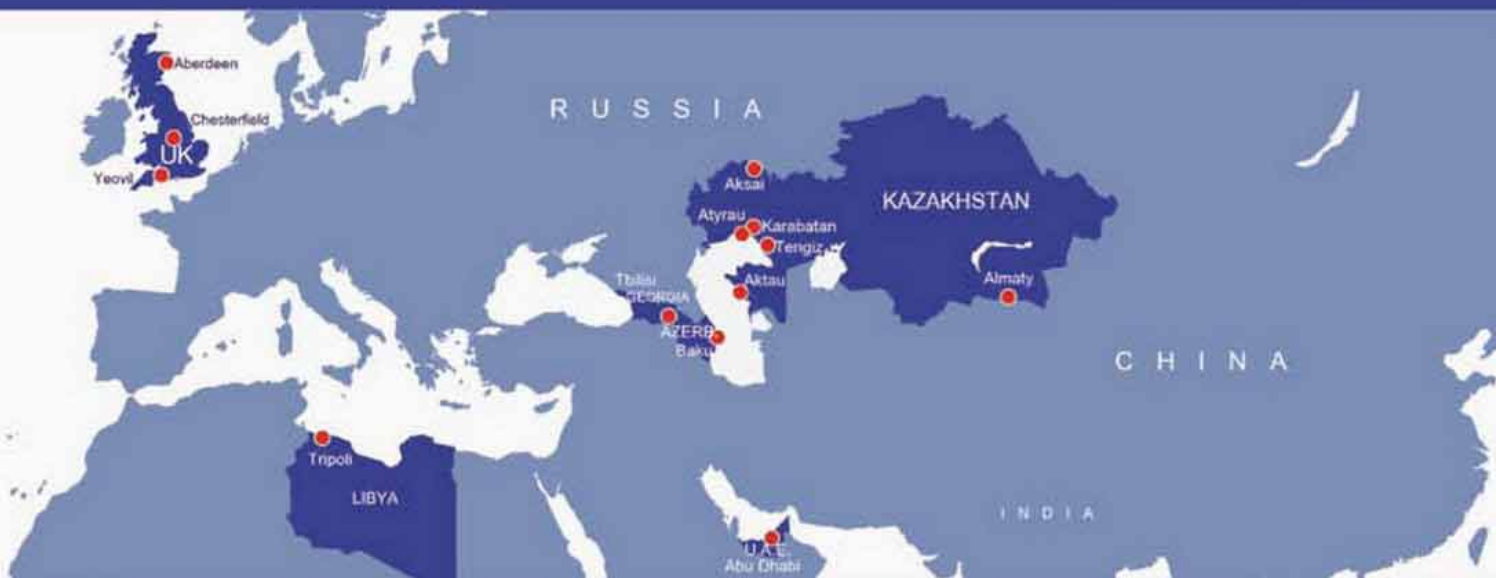 Aberdeen
RUSSIA
Chesterfield
UK
Yeovil
Aksai
KAZAKHSTAN
Atyrau
Karabatan
Tengiz
Tbilisi
Aktau
Almaty
GEORGIA
AZERB
Baku
CHINA
Tripoli
LIBYA
INDIA
U.A.E.
Abu Dhabi